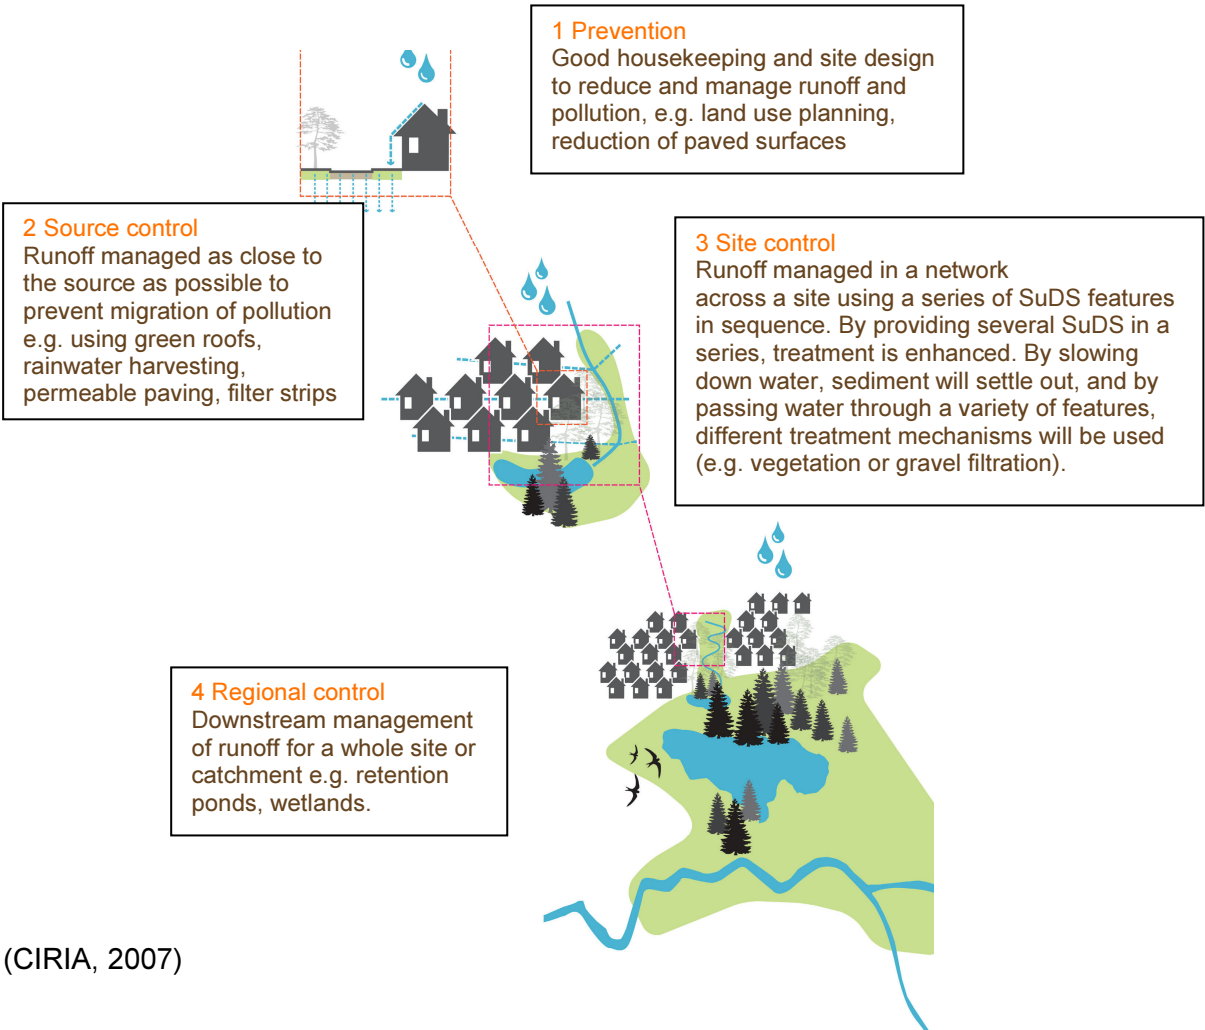 1 Prevention
Good housekeeping and site design
to reduce and manage runoff and
pollution, e.g. land use planning,
reduction of paved surfaces
2 Source control
Runoff managed as close to
the source as possible to
prevent migration of pollution
e.g. using green roofs,
rainwater harvesting,
permeable paving, filter strips
3 Site control
Runoff managed in a network
across a site using a series of SuDS features
in sequence. By providing several SuDS in a
series, treatment is enhanced. By slowing
down water, sediment will settle out, and by
passing water through a variety of features,
different treatment mechanisms will be used
(e.g. vegetation or gravel filtration).
4 Regional control
Downstream management
of runoff for a whole site or
catchment e.g. retention
ponds, wetlands.
(CIRIA, 2007)